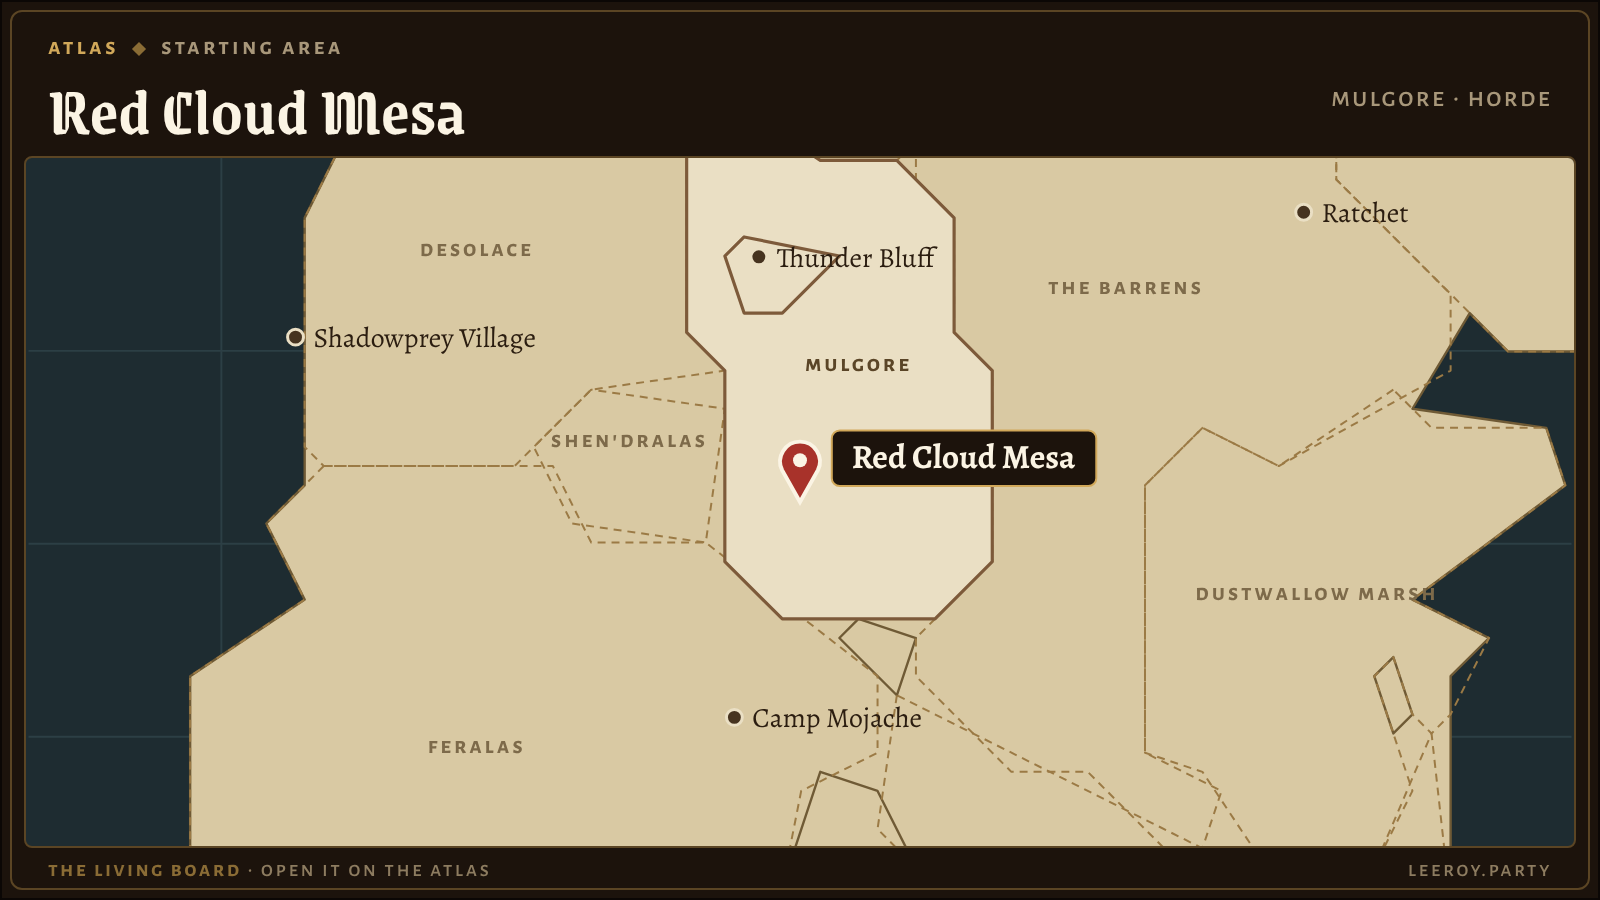 ATLAS ◆ STARTING AREA
Red Cloud Mesa
MULGORE · HORDE
Ratchet
DESOLACE
Thunder Bluff
THE BARRENS
Shadowprey Village
MULGORE
SHEN'DRALAS
Red Cloud Mesa
DUSTWALLOW MARSH
Camp Mojache
FERALAS
THE LIVING BOARD · OPEN IT ON THE ATLAS
LEEROY.PARTY